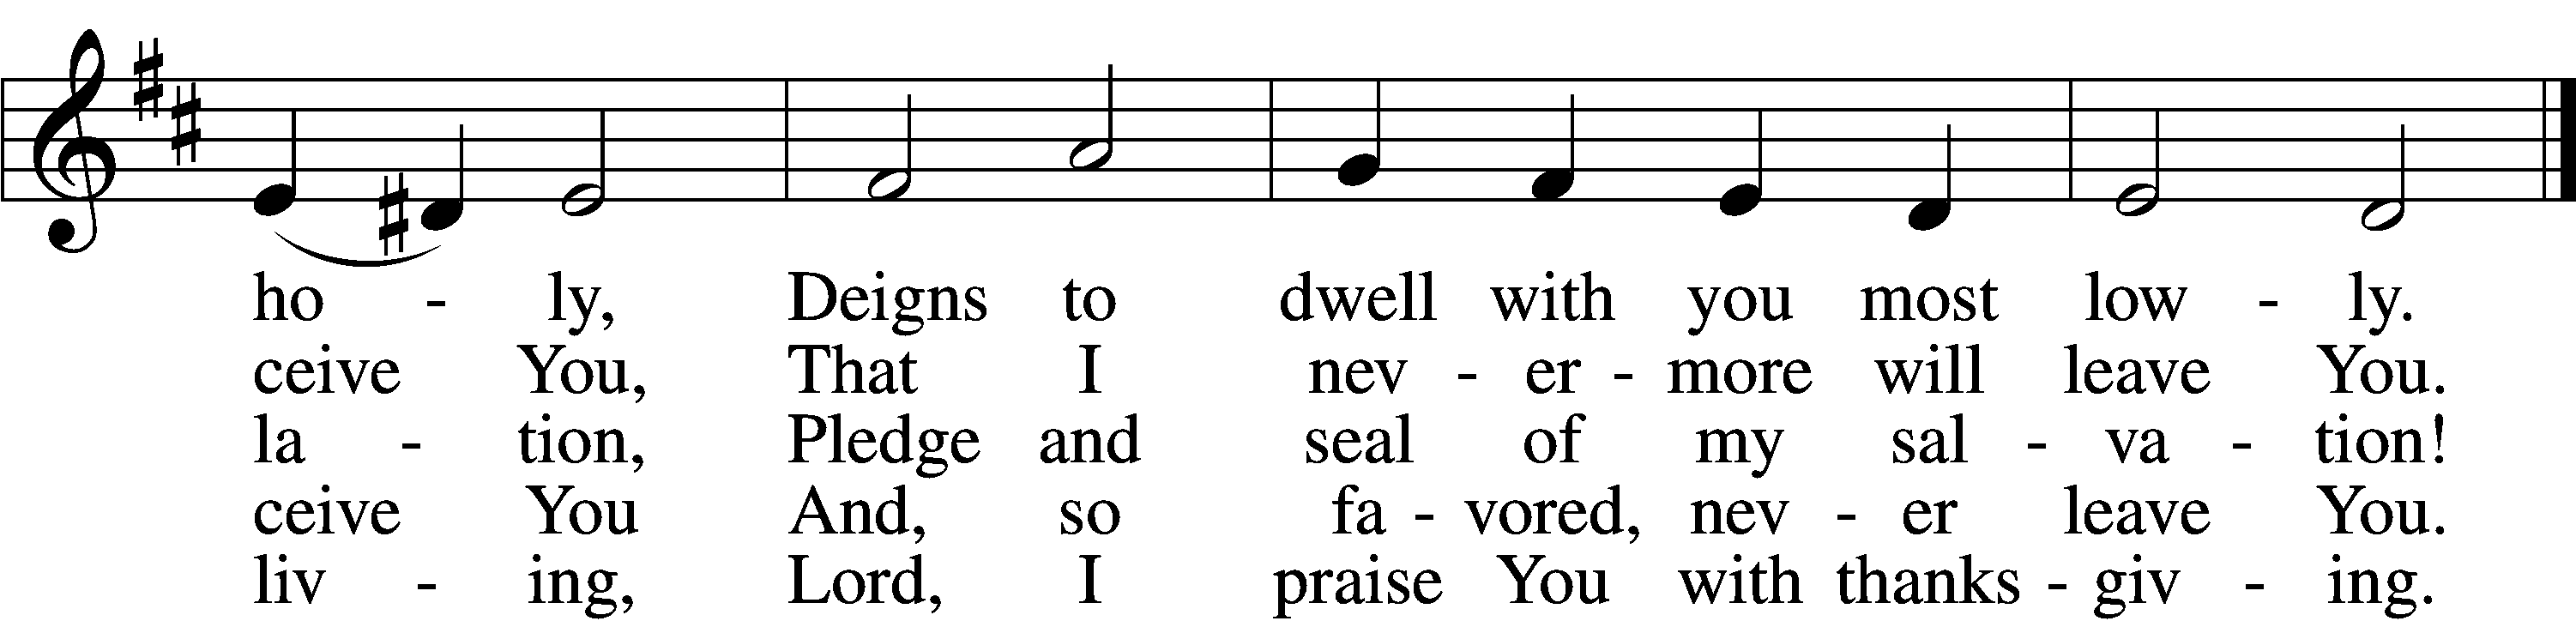 ho - ly, Deigns to dwell with you most low - ly.
ceive You, That I nev - er - more will leave You.
la - tion, Pledge and seal of my sal - va - tion!
ceive You And, so fa - vored, nev - er leave You.
liv - ing, Lord, I praise You with thanks - giv - ing.